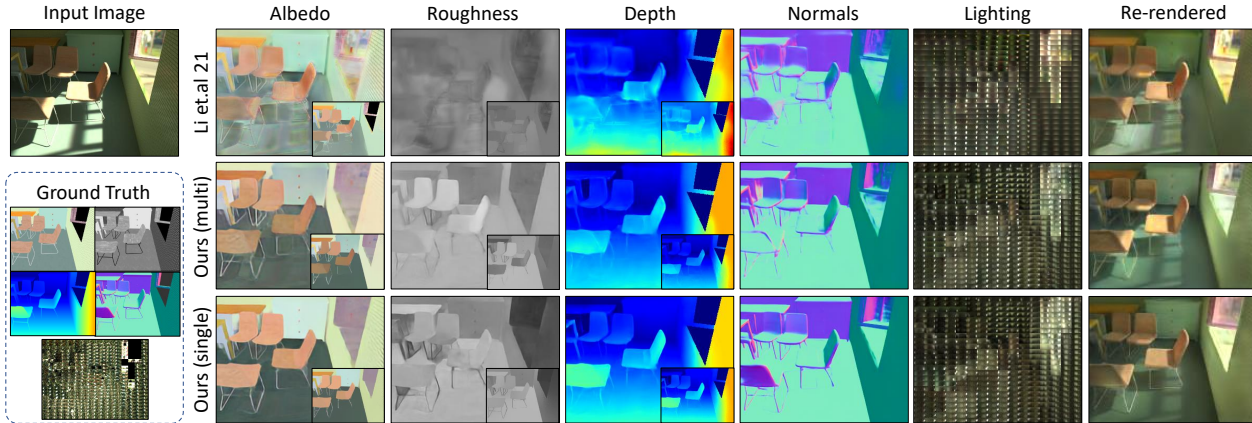 Input Image
Albedo
Roughness
Depth
Normals
Lighting
Re-rendered
Li et.al 21
Ground Truth
Ours (multi)
Ours (single)